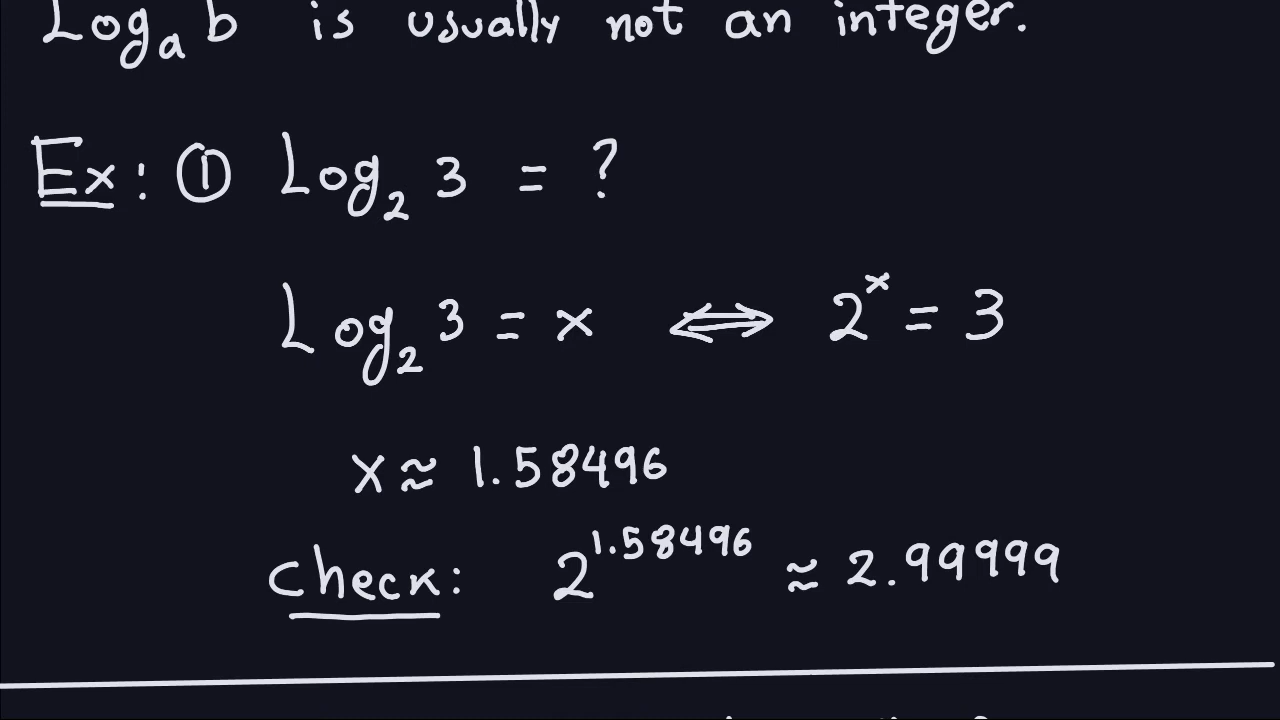 Log_a b is usually not an integer.
Ex: ① Log_2 3 = ?
Log_2 3 = x ⟺ 2^x = 3
x ≈ 1.58496
Check: 2^1.58496 ≈ 2.99999